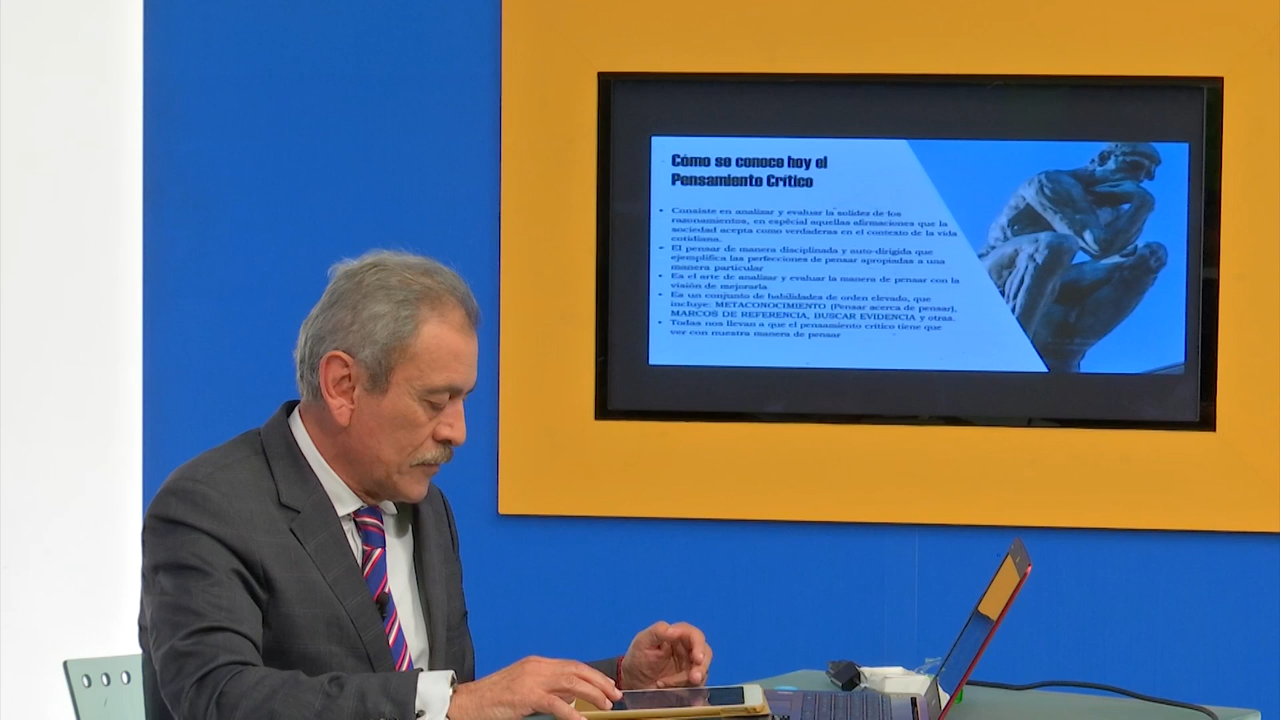 Cómo se conoce hoy el
Pensamiento Crítico
• Consiste en analizar y evaluar la solidez de los
razonamientos, en especial aquellas afirmaciones que la
sociedad acepta como verdaderas en el contexto de la vida
cotidiana.
• El pensar de manera disciplinada y auto-dirigida que
ejemplifica las perfecciones de pensar apropiadas a una
manera particular
• Es el arte de analizar y evaluar la manera de pensar con la
visión de mejorarla
• Es un conjunto de habilidades de orden elevado, que
incluye: METACONOCIMIENTO (Pensar acerca de pensar),
MARCOS DE REFERENCIA, BUSCAR EVIDENCIA y otras.
• Todas nos llevan a que el pensamiento crítico tiene que
ver con nuestra manera de pensar